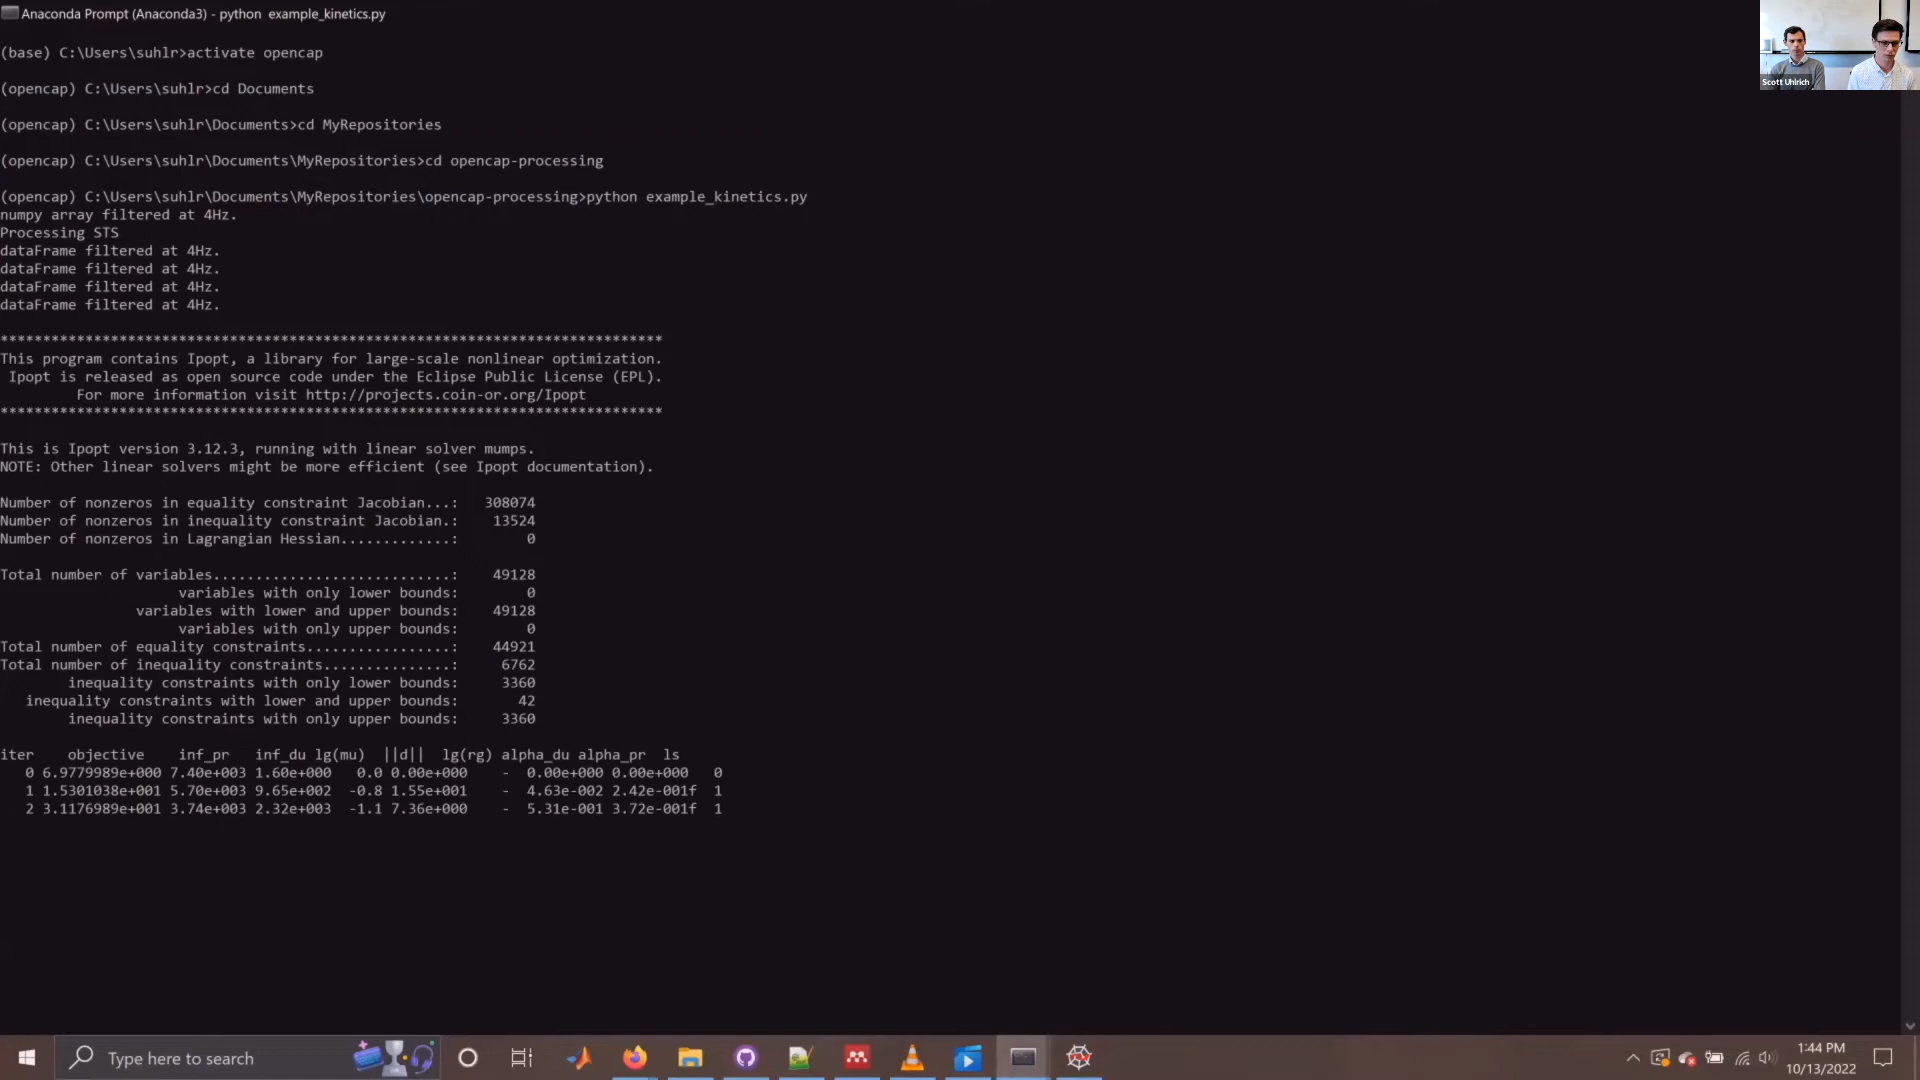 Anaconda Prompt (Anaconda3) - python  example_kinetics.py
Scott Uhlrich
(base) C:\Users\suhlr>activate opencap
(opencap) C:\Users\suhlr>cd Documents
(opencap) C:\Users\suhlr\Documents>cd MyRepositories
(opencap) C:\Users\suhlr\Documents\MyRepositories>cd opencap-processing
(opencap) C:\Users\suhlr\Documents\MyRepositories\opencap-processing>python example_kinetics.py
numpy array filtered at 4Hz.
Processing STS
dataFrame filtered at 4Hz.
dataFrame filtered at 4Hz.
dataFrame filtered at 4Hz.
dataFrame filtered at 4Hz.
******************************************************************************
This program contains Ipopt, a library for large-scale nonlinear optimization.
 Ipopt is released as open source code under the Eclipse Public License (EPL).
         For more information visit http://projects.coin-or.org/Ipopt
******************************************************************************
This is Ipopt version 3.12.3, running with linear solver mumps.
NOTE: Other linear solvers might be more efficient (see Ipopt documentation).
Number of nonzeros in equality constraint Jacobian...:   308074
Number of nonzeros in inequality constraint Jacobian.:    13524
Number of nonzeros in Lagrangian Hessian.............:        0
Total number of variables............................:    49128
                     variables with only lower bounds:        0
                variables with lower and upper bounds:    49128
                     variables with only upper bounds:        0
Total number of equality constraints.................:    44921
Total number of inequality constraints...............:     6762
        inequality constraints with only lower bounds:     3360
   inequality constraints with lower and upper bounds:       42
        inequality constraints with only upper bounds:     3360
iter    objective    inf_pr   inf_du lg(mu)  ||d||  lg(rg) alpha_du alpha_pr  ls
   0 6.9779989e+000 7.40e+003 1.60e+000   0.0 0.00e+000    -  0.00e+000 0.00e+000   0
   1 1.5301038e+001 5.70e+003 9.65e+002  -0.8 1.55e+001    -  4.63e-002 2.42e-001f  1
   2 3.1176989e+001 3.74e+003 2.32e+003  -1.1 7.36e+000    -  5.31e-001 3.72e-001f  1
Type here to search
1:44 PM
10/13/2022